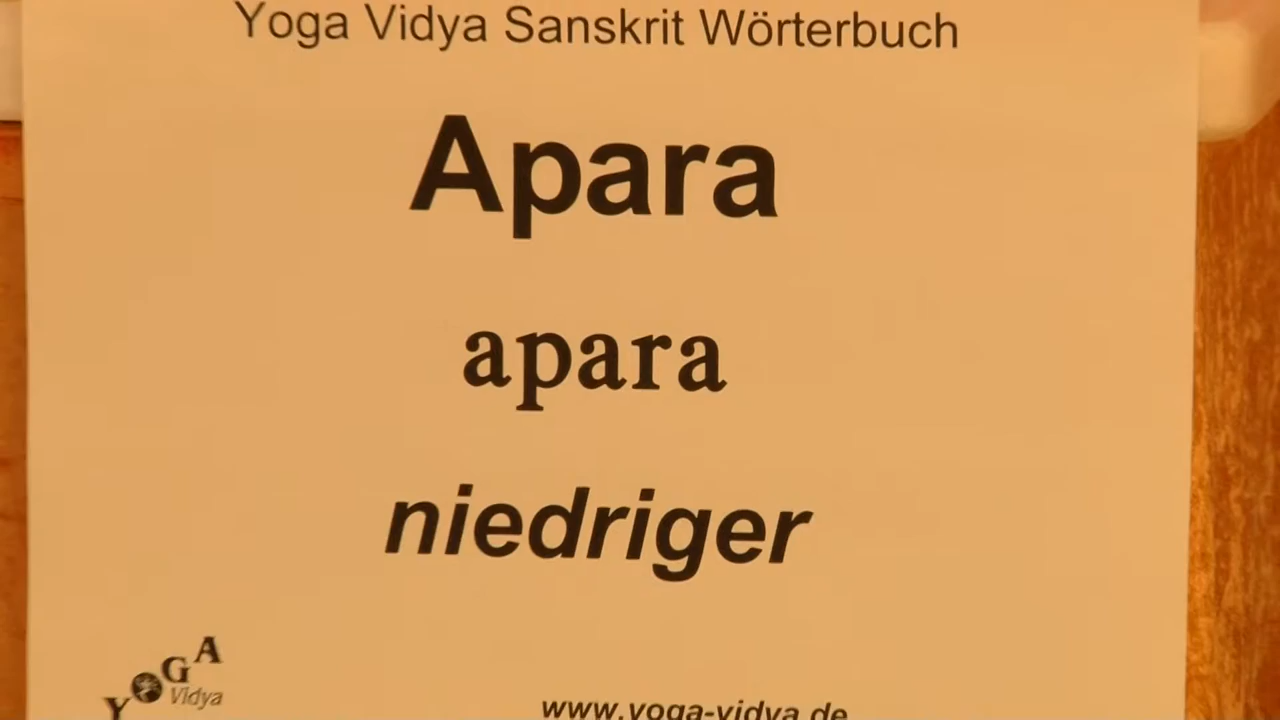 Yoga Vidya Sanskrit Wörterbuch
Apara
apara
niedriger
YOGA
Vidya
www.yoga-vidya.de